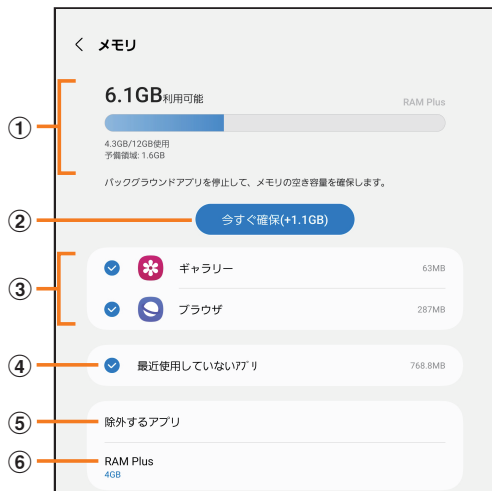 メモリ
6.1GB利用可能
RAM Plus
①
4.3GB/12GB使用
予備領域: 1.6GB
バックグラウンドアプリを停止して、メモリの空き容量を確保します。
② 今すぐ確保(+1.1GB)
ギャラリー 63MB
③
ブラウザ 287MB
④ 最近使用していないｱﾌﾟﾘ 768.8MB
⑤ 除外するアプリ
⑥ RAM Plus
4GB